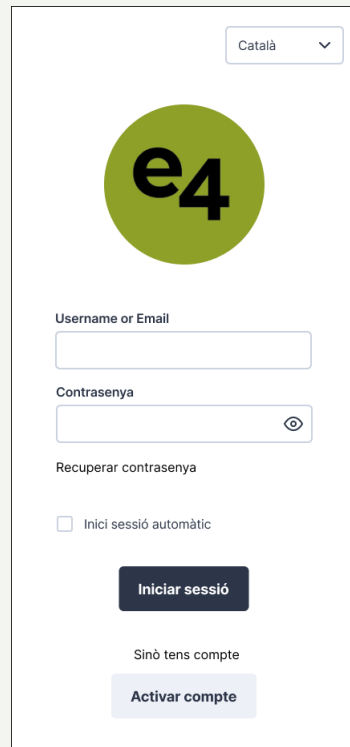 Català
e4
Username or Email
Contrasenya
Recuperar contrasenya
Inici sessió automàtic
Iniciar sessió
Sinò tens compte
Activar compte